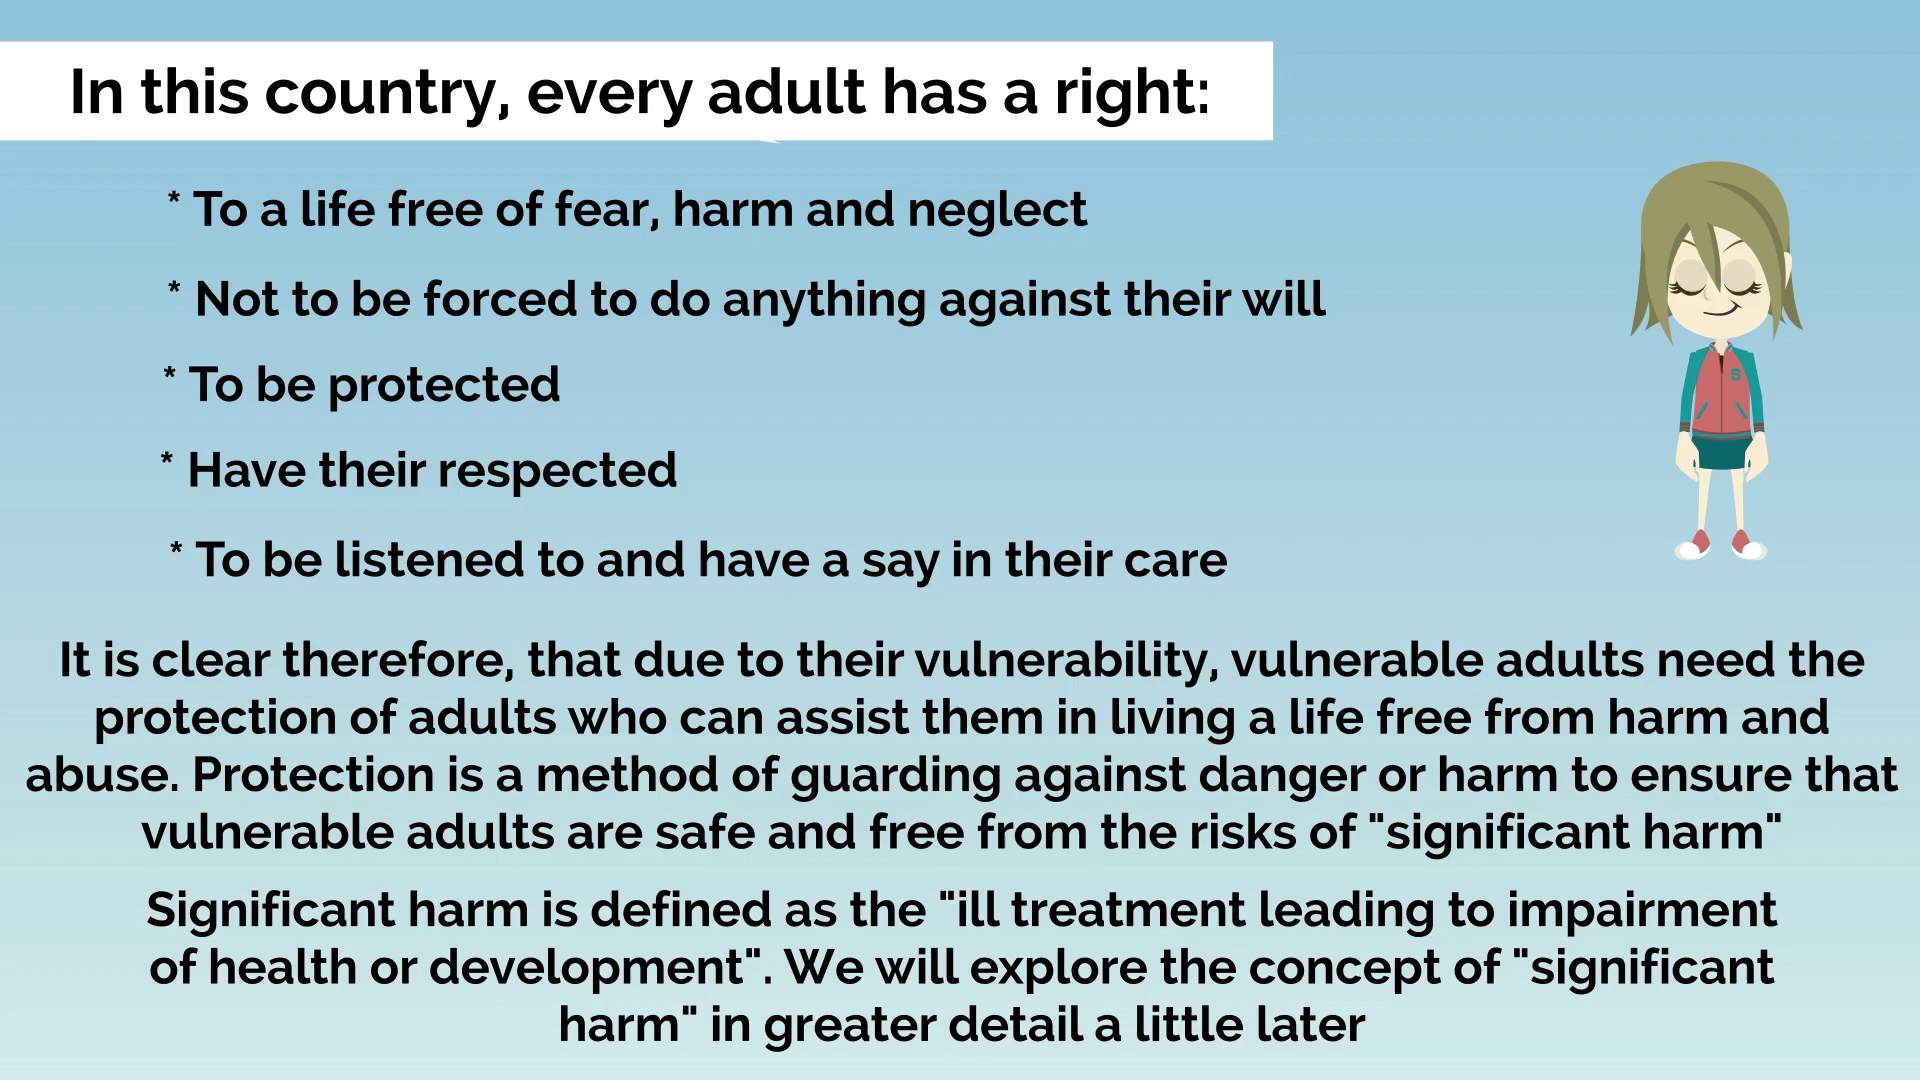 In this country, every adult has a right:
* To a life free of fear, harm and neglect
* Not to be forced to do anything against their will
* To be protected
* Have their respected
* To be listened to and have a say in their care
S
It is clear therefore, that due to their vulnerability, vulnerable adults need the
protection of adults who can assist them in living a life free from harm and
abuse. Protection is a method of guarding against danger or harm to ensure that
vulnerable adults are safe and free from the risks of "significant harm"
Significant harm is defined as the "ill treatment leading to impairment
of health or development". We will explore the concept of "significant
harm" in greater detail a little later